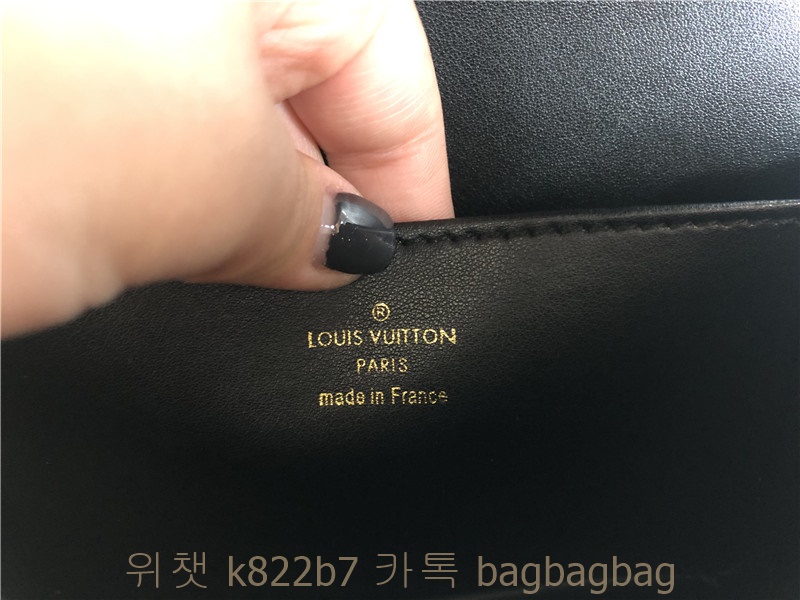 ®
LOUIS VUITTON
PARIS
made in France
위챗 k822b7 카톡 bagbagbag